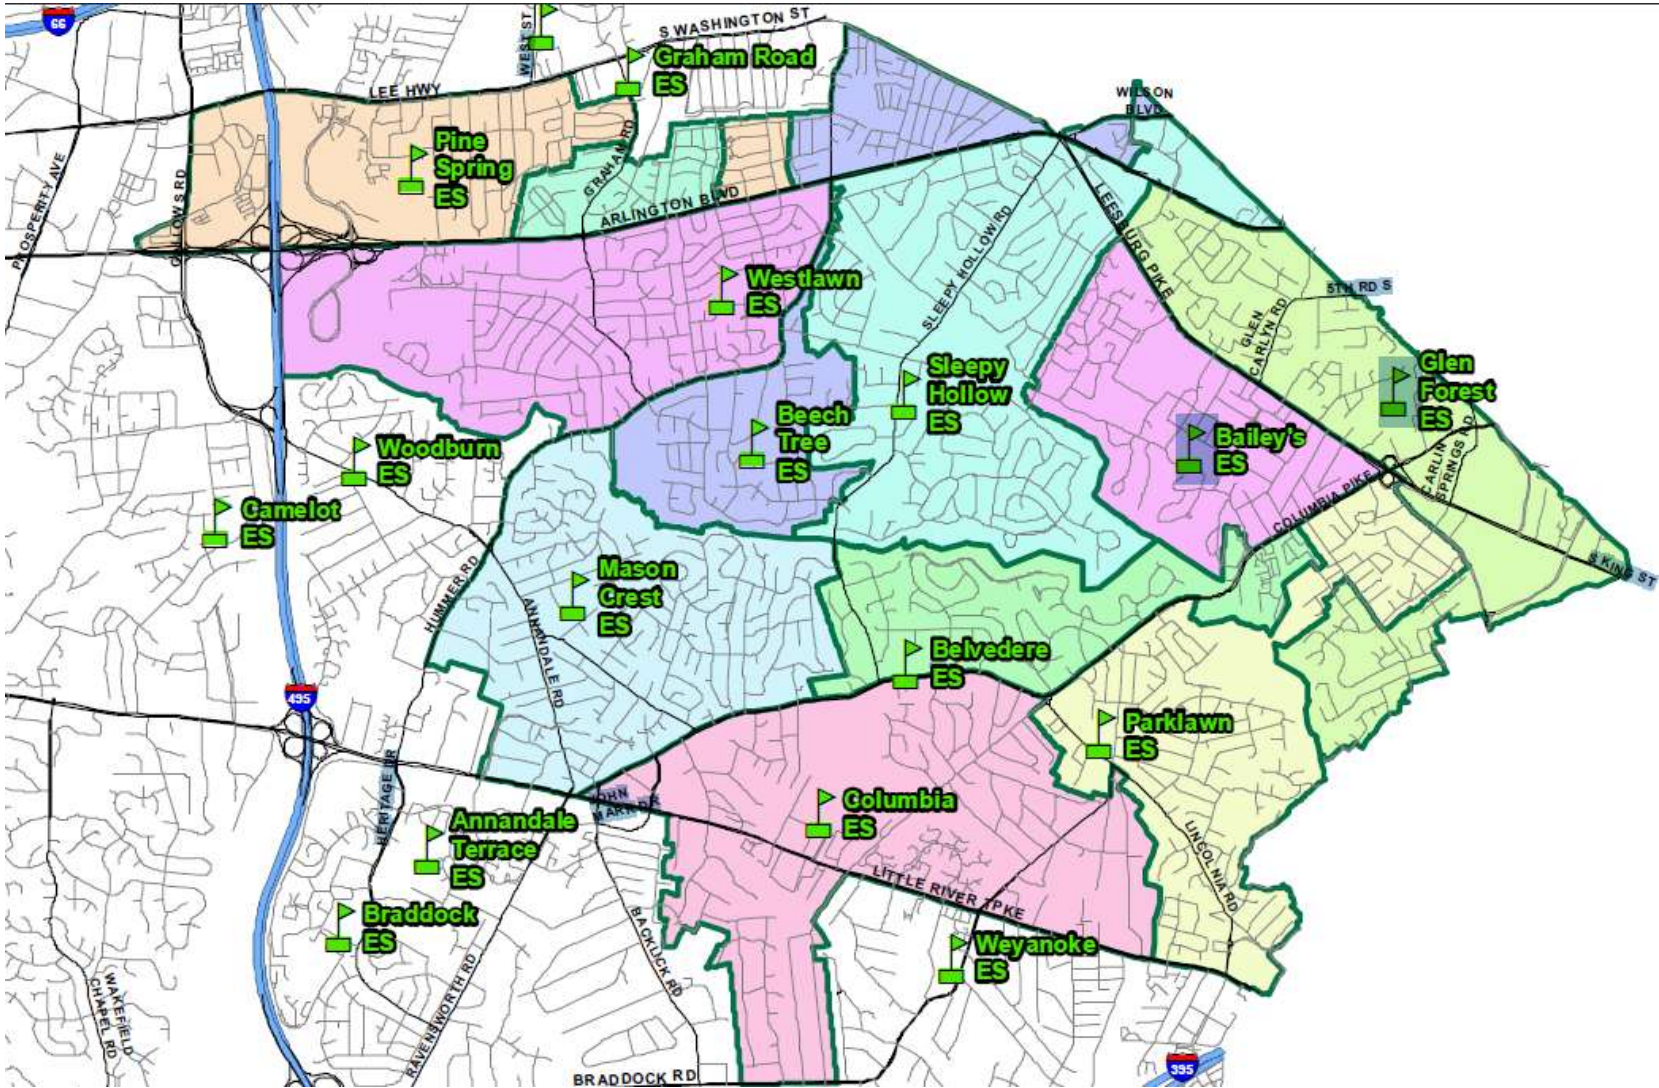 66
WEST ST
S WASHINGTON ST
Graham Road
ES
LEE HWY
WILSON
BLVD
PROSPERITY AVE
Pine
Spring
ES
GRAHAM RD
ARLINGTON BLVD
LEESBURG PIKE
SLEEPY HOLLOW RD
Westlawn
ES
5TH RD S
GLEN
CARLYN RD
Sleepy
Hollow
ES
Glen
Forest
ES
Beech
Tree
ES
Bailey's
ES
Woodburn
ES
CARLIN
SPRINGS RD
COLUMBIA PIKE
Camelot
ES
S KING ST
HUMMER RD
Mason
Crest
ES
ANNANDALE RD
Belvedere
ES
495
Parklawn
ES
HERITAGE DR
JOHN
MARR DR
Columbia
ES
Annandale
Terrace
ES
LINCOLNIA RD
LITTLE RIVER TPKE
Braddock
ES
BACKLICK RD
Weyanoke
ES
WAKEFIELD
CHAPEL RD
RAVENSWORTH RD
BRADDOCK RD
395